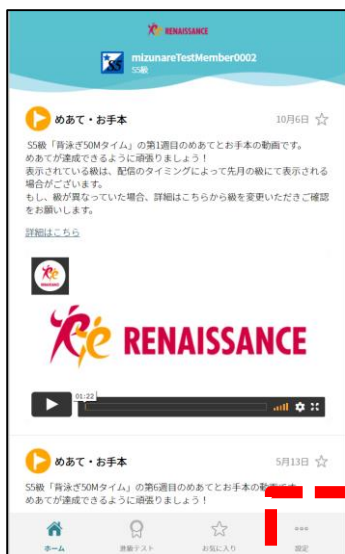 RENAISSANCE
S5
mizunareTestMember0002
S5級
めあて・お手本
10月6日
S5級「背泳ぎ50Mタイム」の第1週目のめあてとお手本の動画です。
めあてが達成できるように頑張りましょう！
表示されている級は、配信のタイミングによって先月の級にて表示される
場合がございます。
もし、級が異なっていた場合、詳細はこちらから級を変更いただきご確認
をお願いします。
詳細はこちら
RENAISSANCE
01:22
めあて・お手本
5月13日
S5級「背泳ぎ50Mタイム」の第6週目のめあてとお手本の動画です。
めあてが達成できるように頑張りましょう！
ホーム
進級テスト
お気に入り
設定